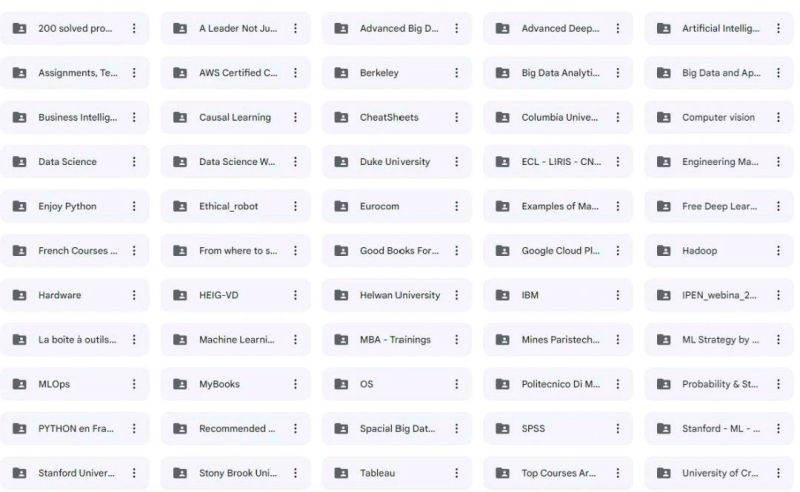 200 solved pro...
A Leader Not Ju...
Advanced Big D...
Advanced Deep...
Artificial Intellig...
Assignments, Te...
AWS Certified C...
Berkeley
Big Data Analyti...
Big Data and Ap...
Business Intellig...
Causal Learning
CheatSheets
Columbia Unive...
Computer vision
Data Science
Data Science W...
Duke University
ECL - LIRIS - CN...
Engineering Ma...
Enjoy Python
Ethical_robot
Eurocom
Examples of Ma...
Free Deep Lear...
French Courses ...
From where to s...
Good Books For...
Google Cloud Pl...
Hadoop
Hardware
HEIG-VD
Helwan University
IBM
IPEN_webina_2...
La boîte à outils...
Machine Learni...
MBA - Trainings
Mines Paristech...
ML Strategy by ...
MLOps
MyBooks
OS
Politecnico Di M...
Probability & St...
PYTHON en Fra...
Recommended ...
Spacial Big Dat...
SPSS
Stanford - ML - ...
Stanford Univer...
Stony Brook Uni...
Tableau
Top Courses Ar...
University of Cr...